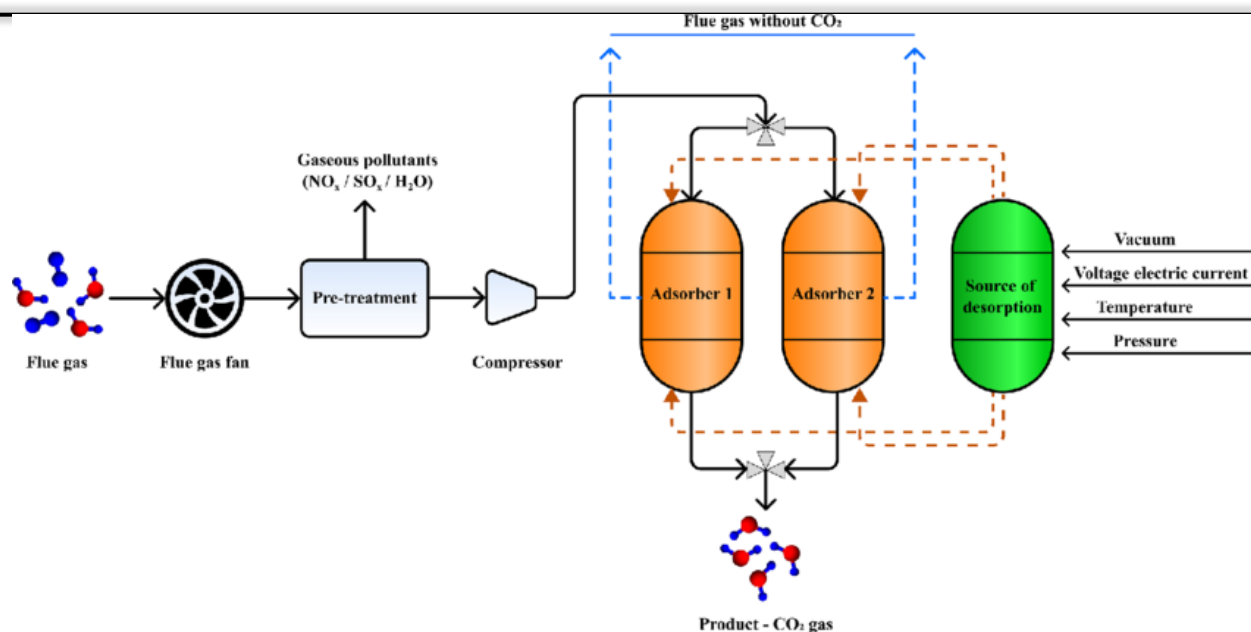 Flue gas without CO₂
Gaseous pollutants
(NOₓ / SOₓ / H₂O)
Flue gas
Flue gas fan
Pre-treatment
Compressor
Adsorber 1
Adsorber 2
Source of
desorption
Vacuum
Voltage electric current
Temperature
Pressure
Product - CO₂ gas